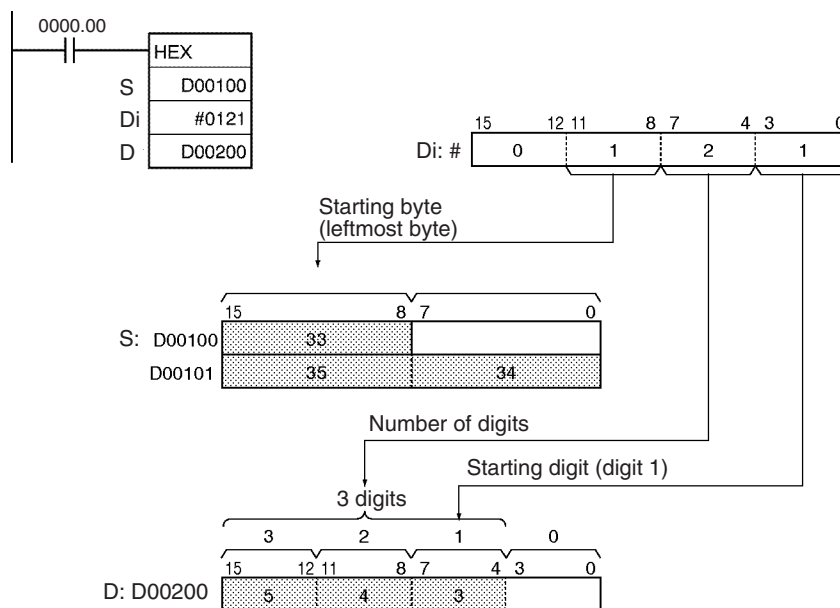 0000.00
HEX
S D00100
Di #0121
D D00200
15 12 11 8 7 4 3 0
Di: # 0 1 2 1
Starting byte
(leftmost byte)
15 8 7 0
S: D00100 33
D00101 35 34
Number of digits
Starting digit (digit 1)
3 digits
3 2 1 0
15 12 11 8 7 4 3 0
D: D00200 5 4 3